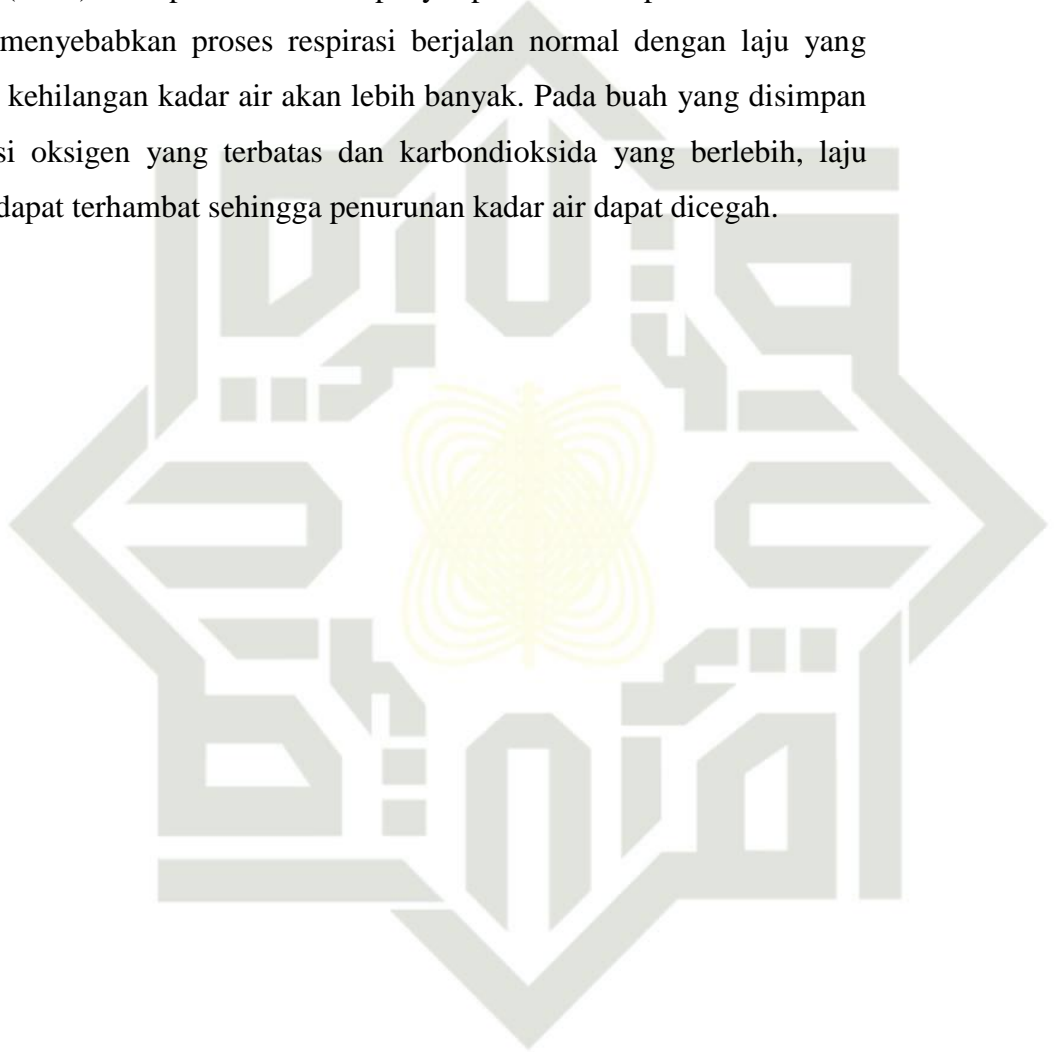 menyebabkan proses respirasi berjalan normal dengan laju yang
kehilangan kadar air akan lebih banyak. Pada buah yang disimpan
si oksigen yang terbatas dan karbondioksida yang berlebih, laju
dapat terhambat sehingga penurunan kadar air dapat dicegah.